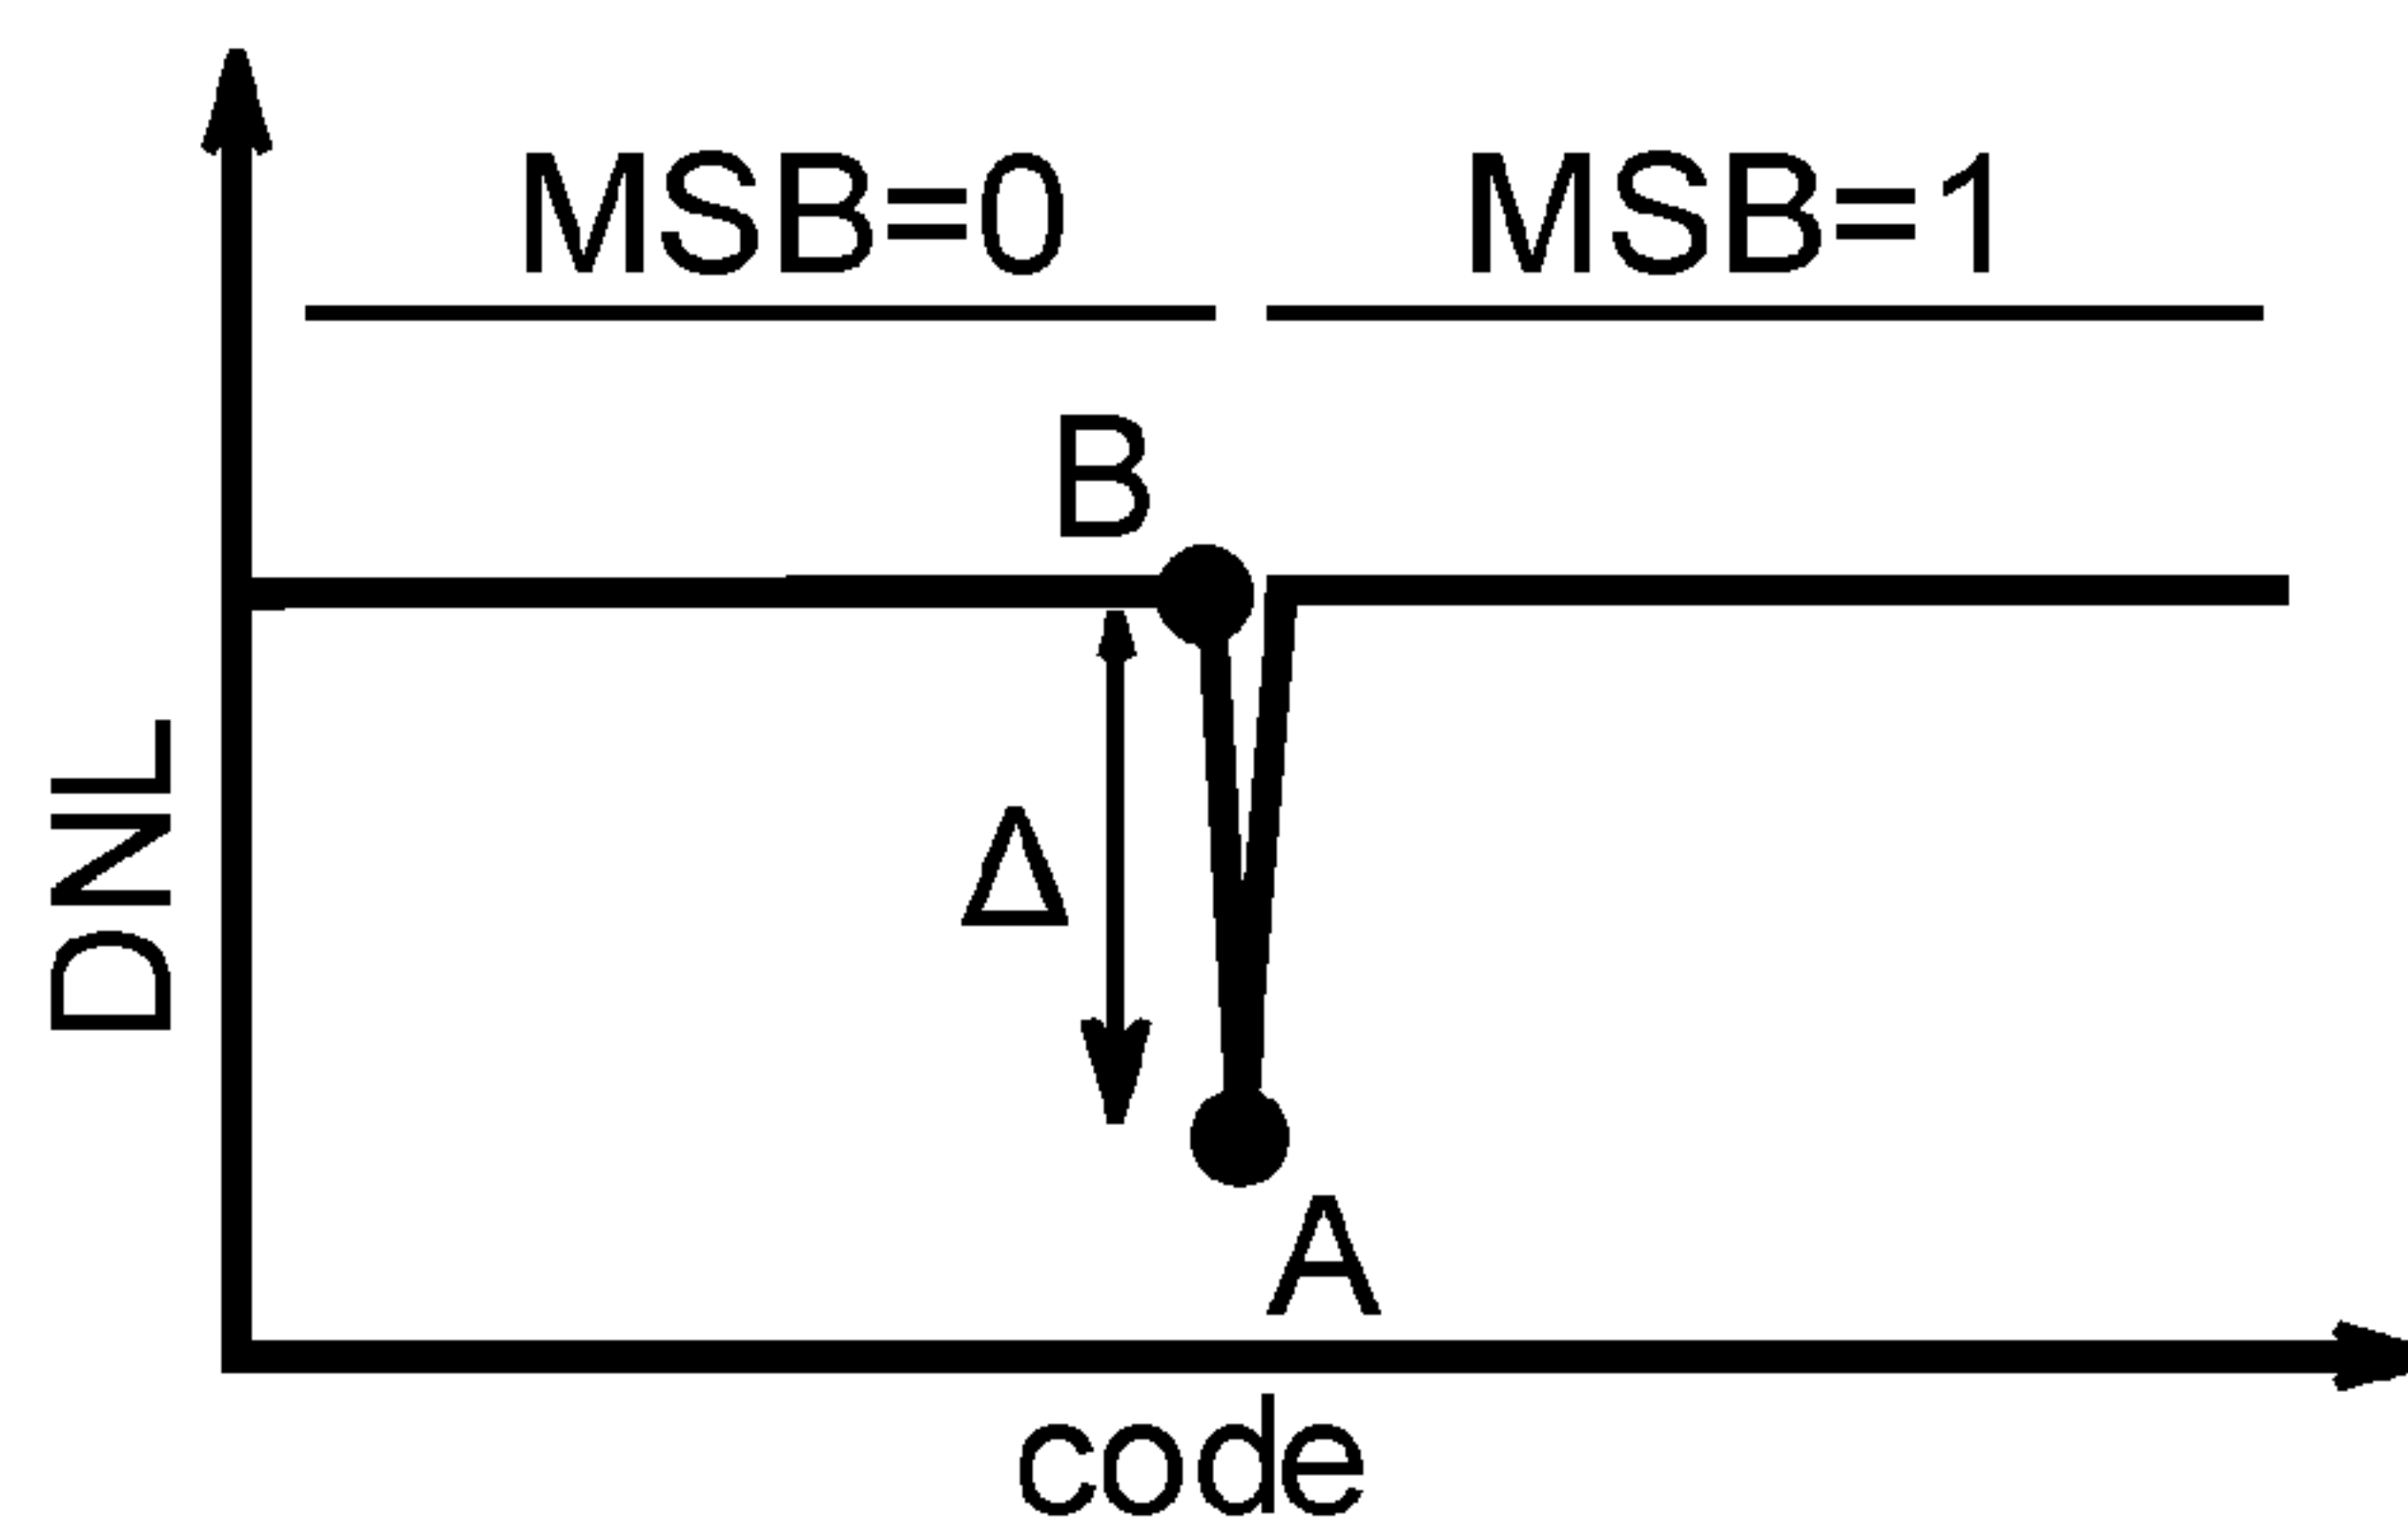 MSB=0
MSB=1
B
Δ
DNL
A
code